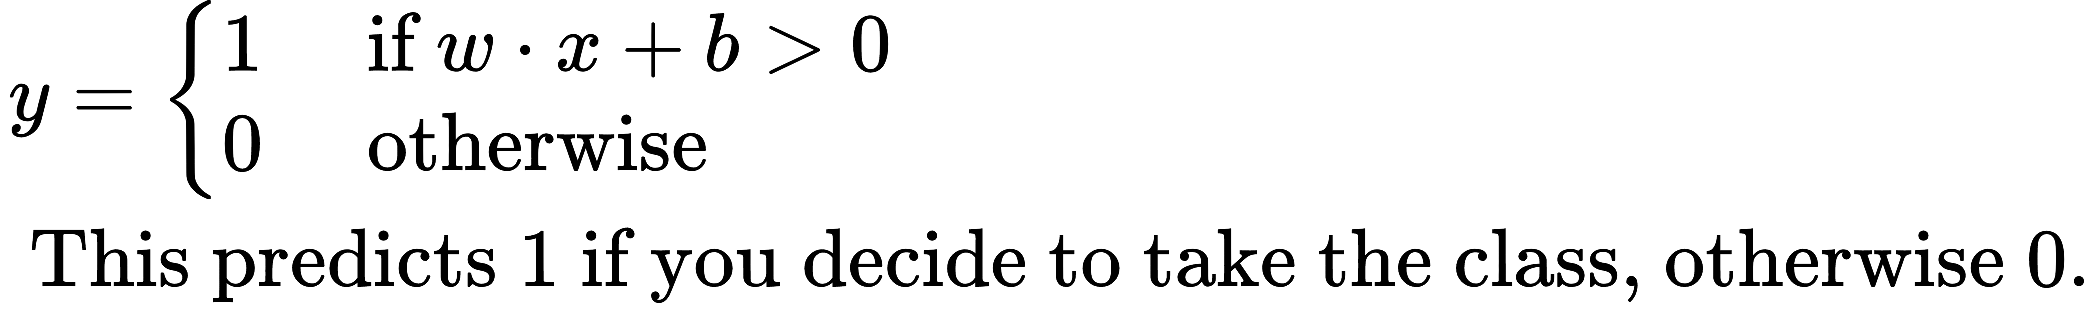 y = { 1 if w · x + b > 0
0 otherwise
This predicts 1 if you decide to take the class, otherwise 0.